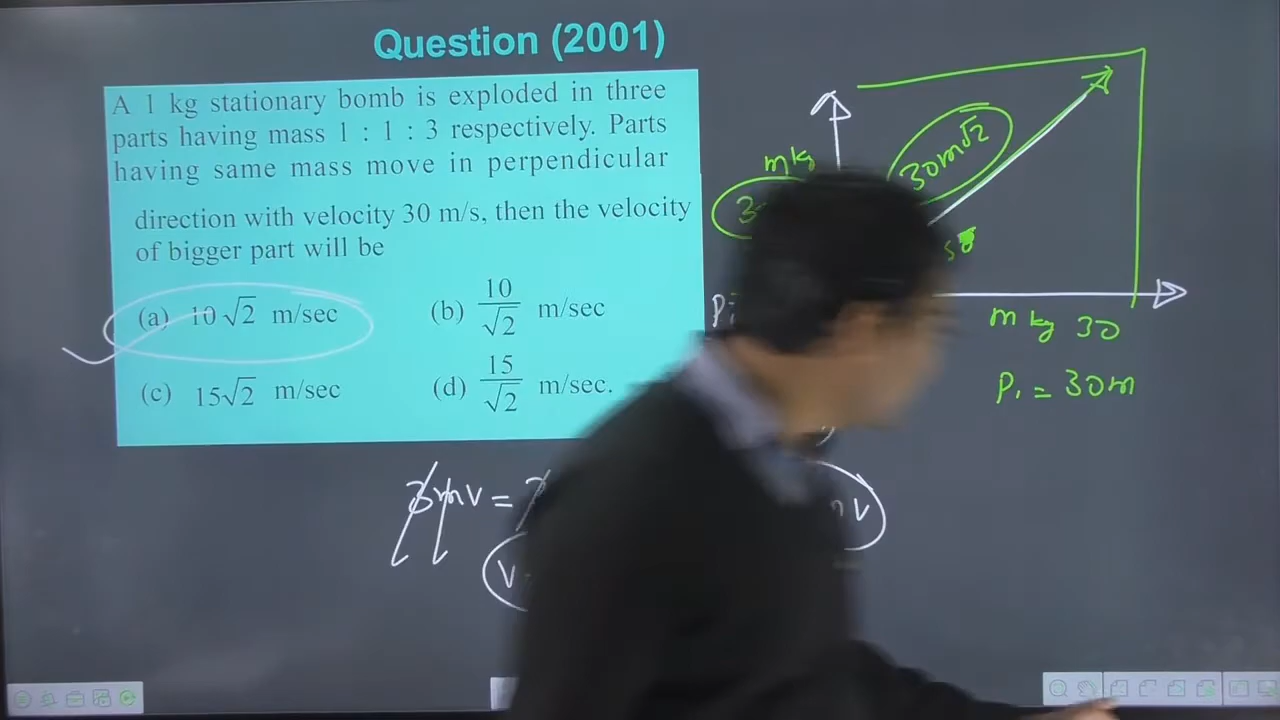 Question (2001)
A 1 kg stationary bomb is exploded in three
parts having mass 1 : 1 : 3 respectively. Parts
having same mass move in perpendicular
direction with velocity 30 m/s, then the velocity
of bigger part will be
(a) 10√2 m/sec
(b) 10/√2 m/sec
(c) 15√2 m/sec
(d) 15/√2 m/sec.
m kg
30m√2
m kg 30
P₁ = 30m
3mv =
v